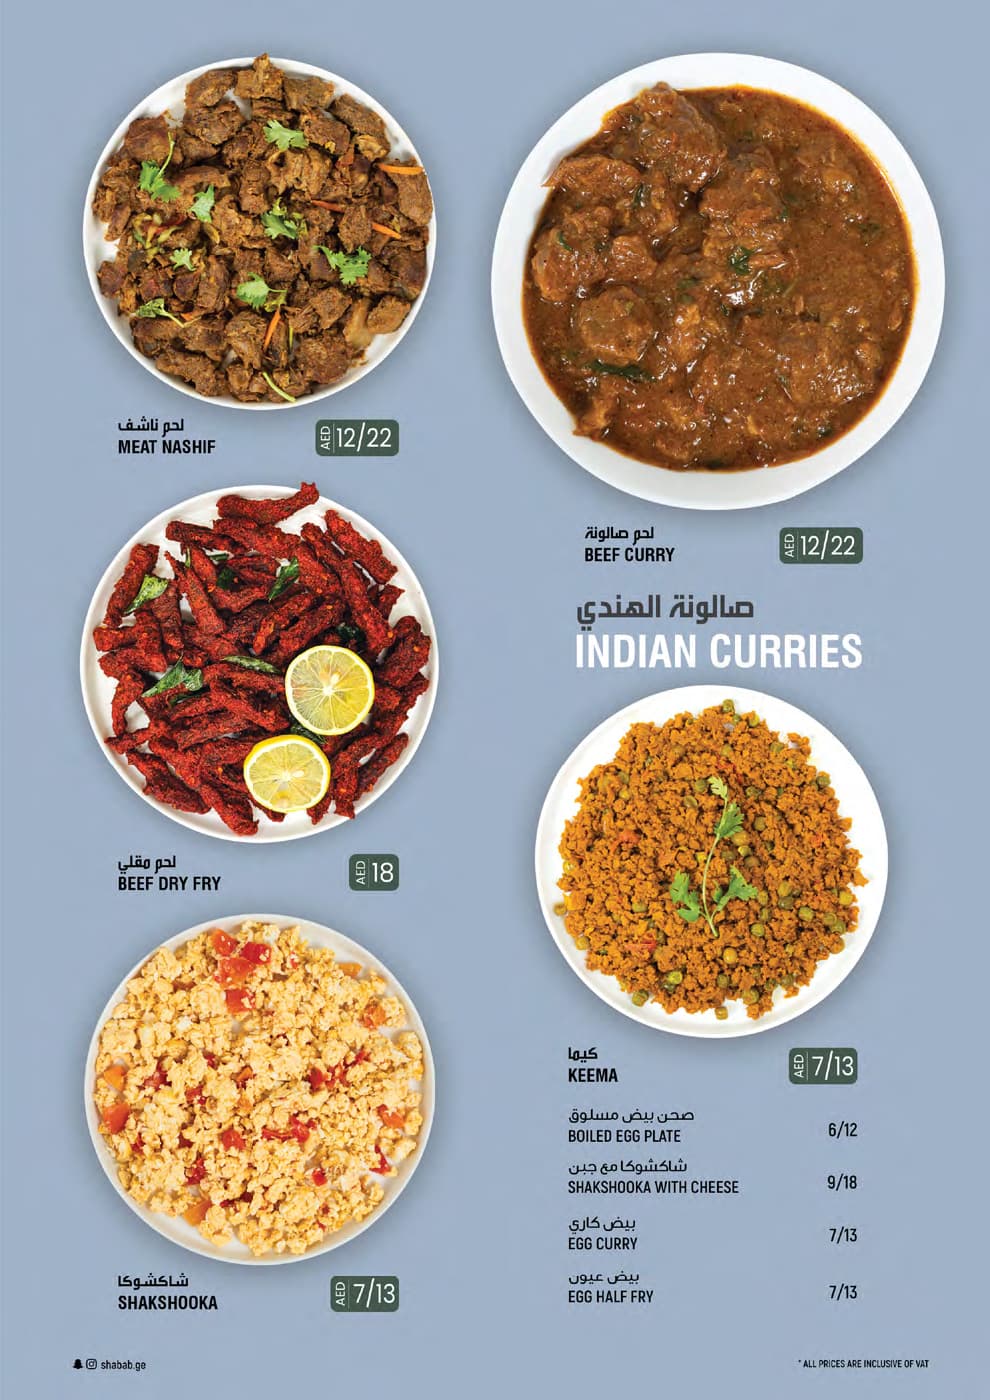 لحم ناشف
MEAT NASHIF
AED 12/22
لحم صالونة
BEEF CURRY
AED 12/22
صالونة الهندي
INDIAN CURRIES
لحم مقلي
BEEF DRY FRY
AED 18
كيما
KEEMA
AED 7/13
صحن بيض مسلوق
BOILED EGG PLATE
6/12
شاكشوكا مع جبن
SHAKSHOOKA WITH CHEESE
9/18
بيض كاري
EGG CURRY
7/13
بيض عيون
EGG HALF FRY
7/13
شاكشوكا
SHAKSHOOKA
AED 7/13
shabab.ge
* ALL PRICES ARE INCLUSIVE OF VAT